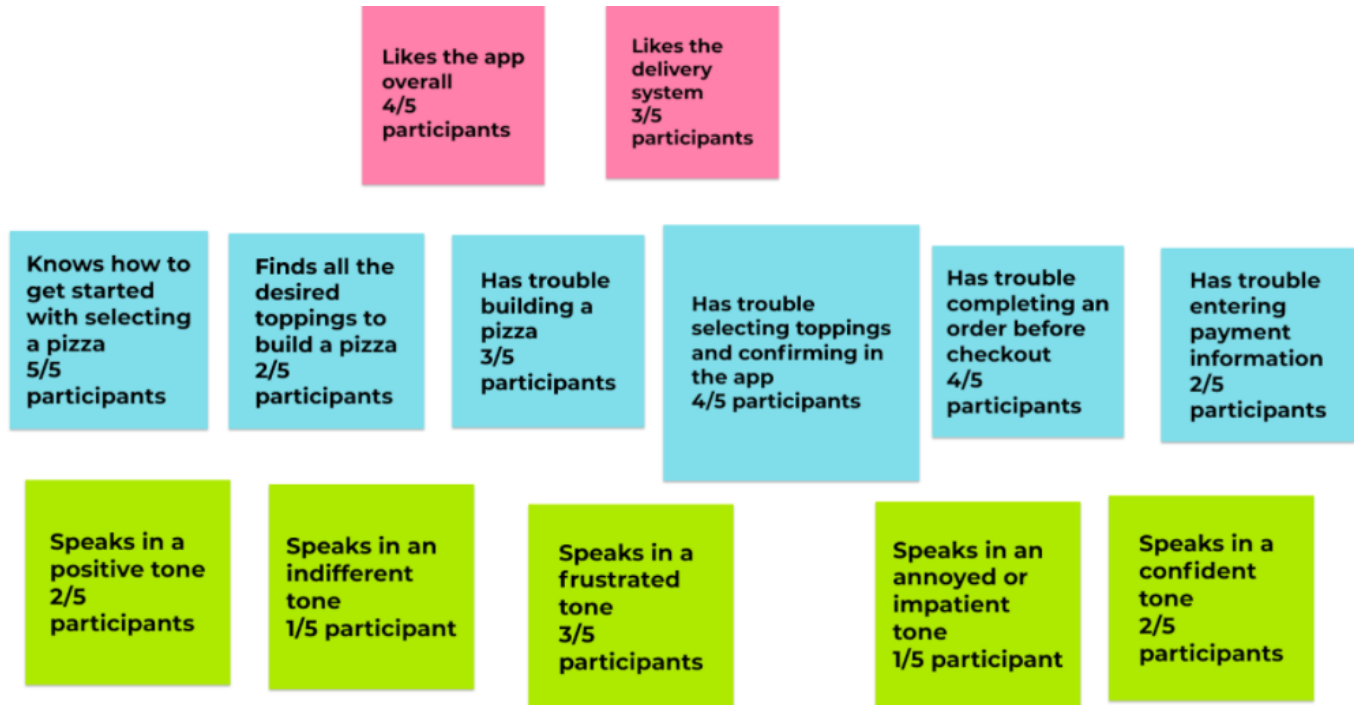 Likes the app
overall
4/5
participants
Likes the
delivery
system
3/5
participants
Knows how to
get started
with selecting
a pizza
5/5
participants
Finds all the
desired
toppings to
build a pizza
2/5
participants
Has trouble
building a
pizza
3/5
participants
Has trouble
selecting toppings
and confirming in
the app
4/5 participants
Has trouble
completing an
order before
checkout
4/5
participants
Has trouble
entering
payment
information
2/5
participants
Speaks in a
positive tone
2/5
participants
Speaks in an
indifferent
tone
1/5 participant
Speaks in a
frustrated
tone
3/5
participants
Speaks in an
annoyed or
impatient
tone
1/5 participant
Speaks in a
confident
tone
2/5
participants